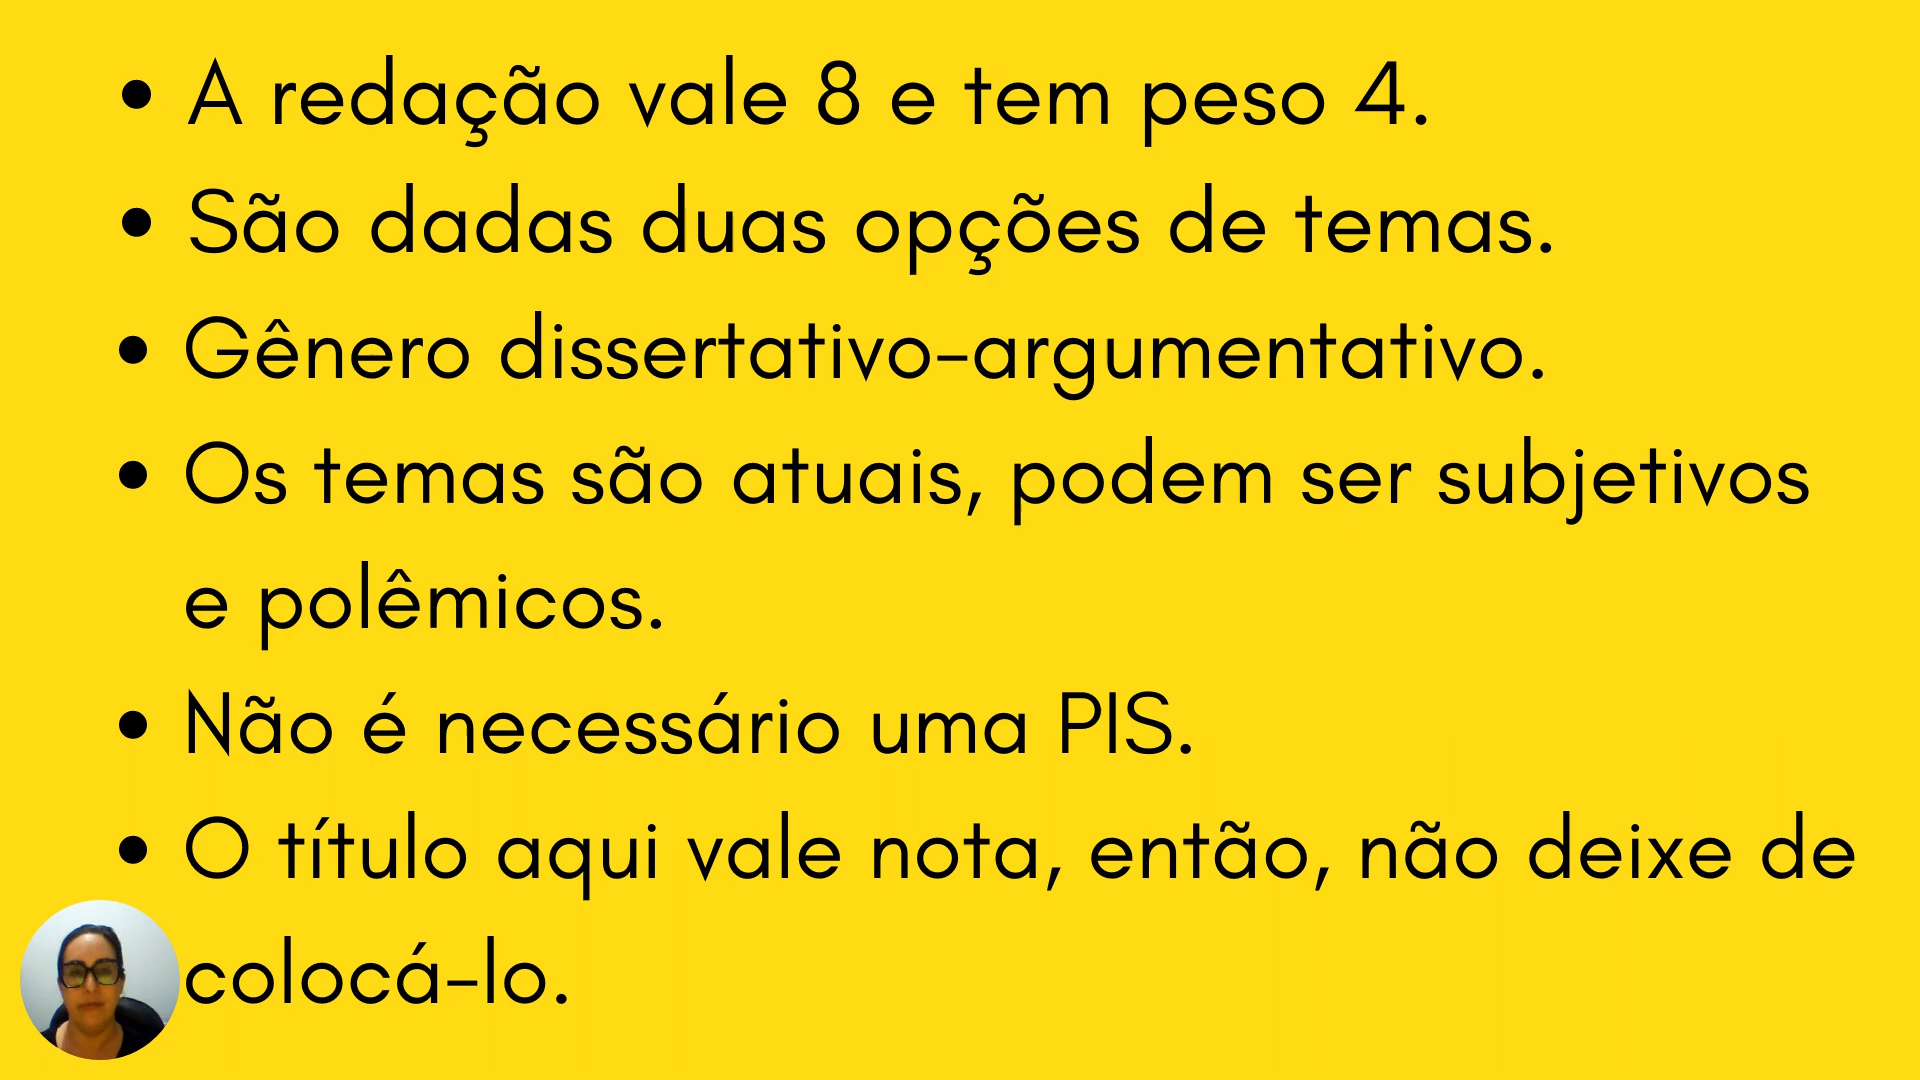 • A redação vale 8 e tem peso 4.
• São dadas duas opções de temas.
• Gênero dissertativo-argumentativo.
• Os temas são atuais, podem ser subjetivos
e polêmicos.
• Não é necessário uma PIS.
• O título aqui vale nota, então, não deixe de
colocá-lo.